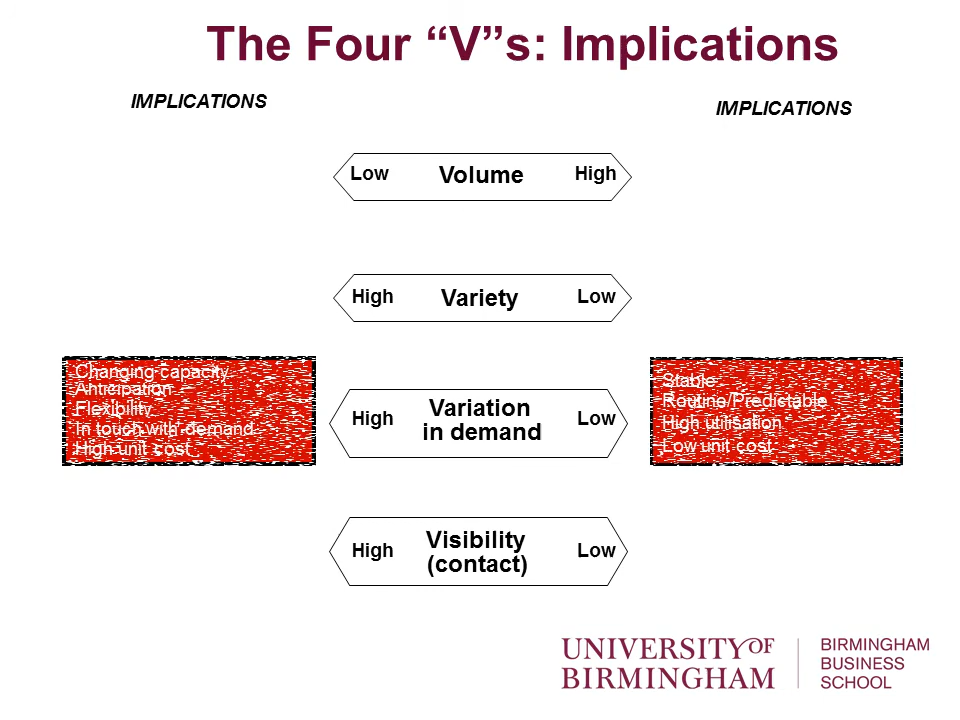 The Four “V”s: Implications
IMPLICATIONS
IMPLICATIONS
Low Volume High
High Variety Low
Changing capacity
Anticipation
Flexibility
In touch with demand
High unit cost
High Variation Low
in demand
Stable
Routine/Predictable
High utilisation
Low unit cost
High Visibility Low
(contact)
UNIVERSITY OF
BIRMINGHAM
BIRMINGHAM
BUSINESS
SCHOOL